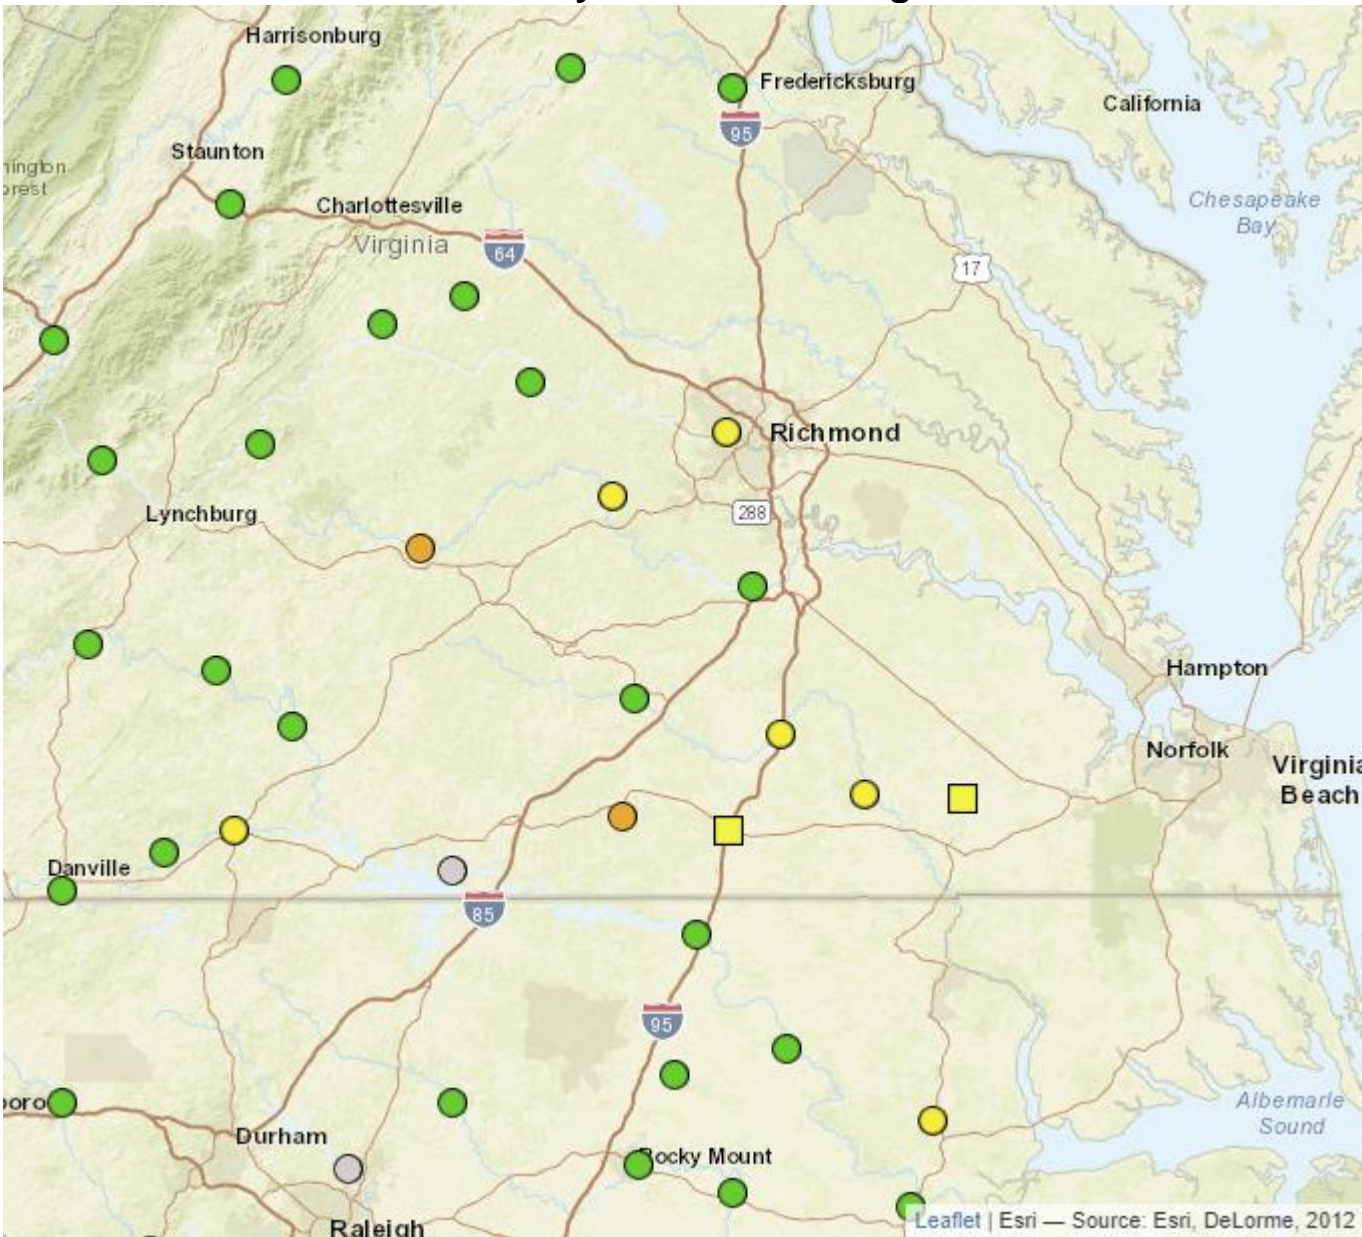 Harrisonburg
Fredericksburg
California
95
Staunton
Chesapeake
Bay
Charlottesville
Virginia
64
17
Richmond
Lynchburg
288
Hampton
Norfolk
Virginia
Beach
Danville
85
95
Albemarle
Sound
Durham
Rocky Mount
Raleigh
Leaflet | Esri — Source: Esri, DeLorme, 2012